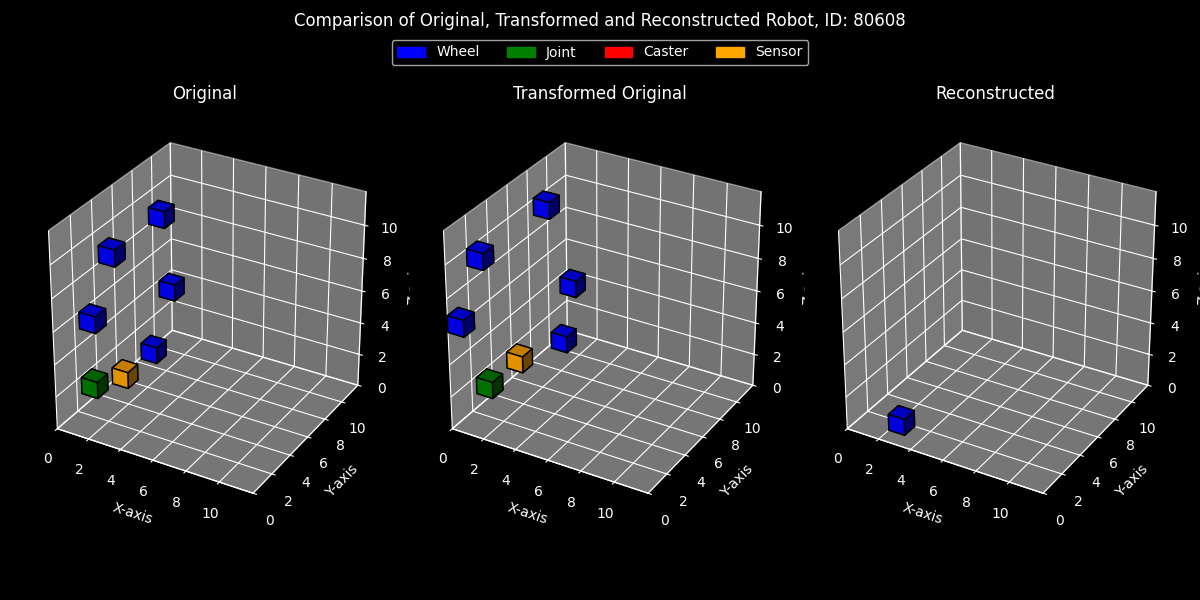 Comparison of Original, Transformed and Reconstructed Robot, ID: 80608
Wheel Joint Caster Sensor
Original Transformed Original Reconstructed
10 10 10
8 8 8
6 6 6
4 4 4
2 2 2
0 0 0
10 10 10
8 8 8
6 6 6
4 4 4
2 2 2
0 0 0
0 2 4 6 8 10 0 2 4 6 8 10 0 2 4 6 8 10
X-axis Y-axis X-axis Y-axis X-axis Y-axis